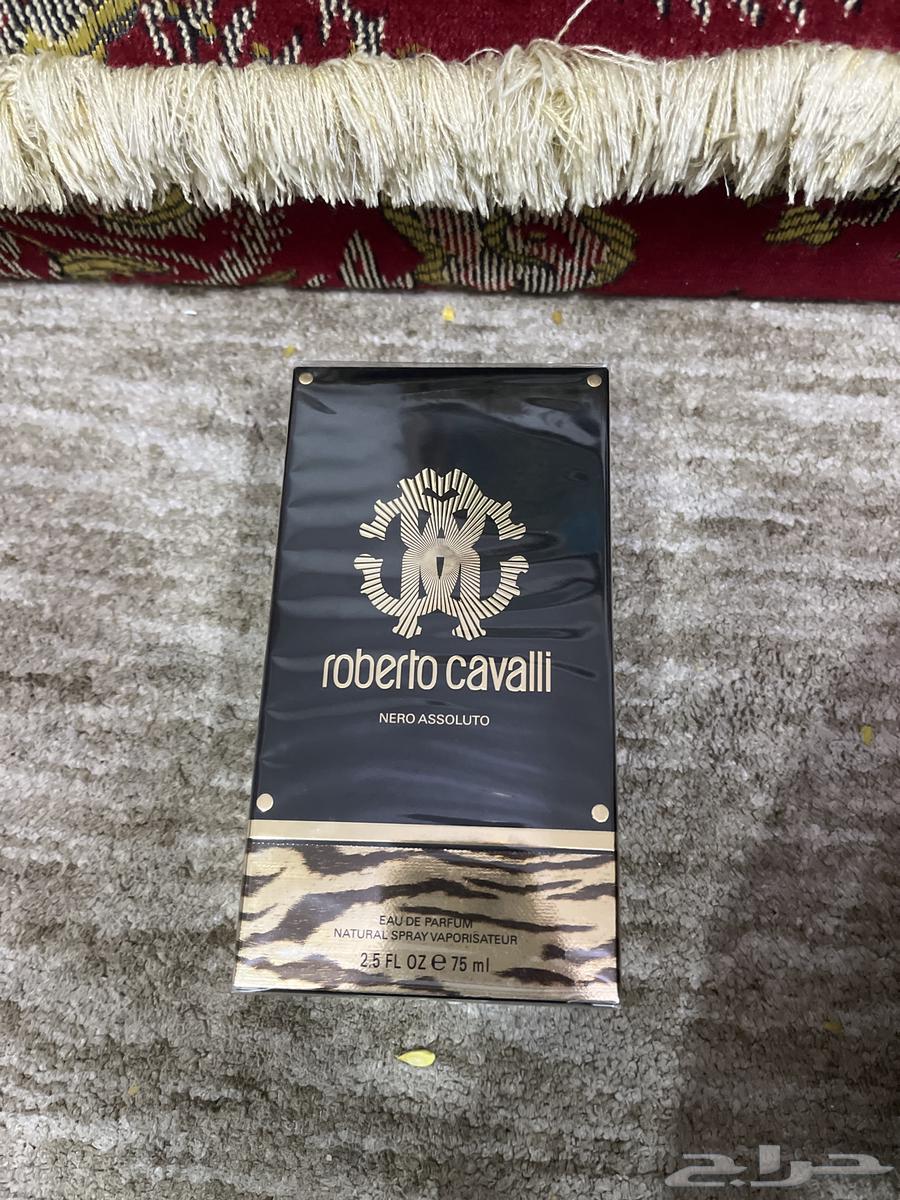 roberto cavalli
NERO ASSOLUTO
EAU DE PARFUM
NATURAL SPRAY VAPORISATEUR
2.5 FL OZ e 75 ml
حراج